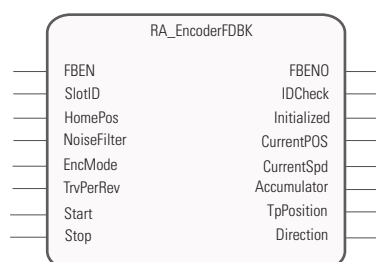 RA_EncoderFDBK
FBEN FBENO
SlotID IDCheck
HomePos Initialized
NoiseFilter CurrentPOS
EncMode CurrentSpd
TrvPerRev Accumulator
Start TpPosition
Stop Direction